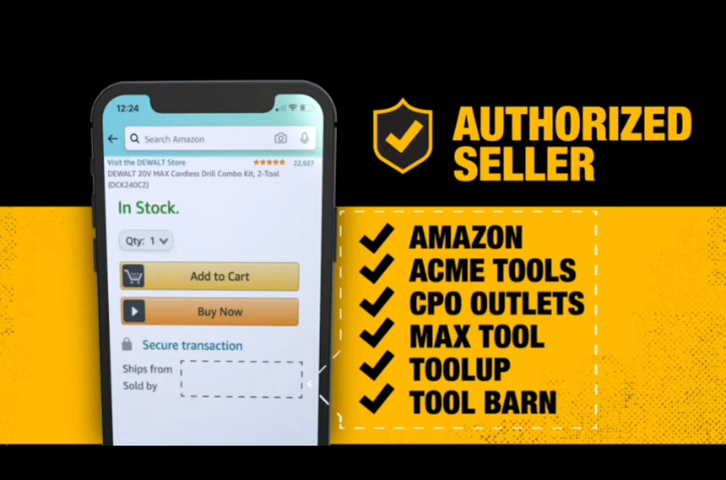 12:24
Search Amazon
Visit the DEWALT Store
22,927
DEWALT 20V MAX Cordless Drill Combo Kit, 2-Tool
(DCK240C2)
In Stock.
Qty: 1
Add to Cart
Buy Now
Secure transaction
Ships from
Sold by
AUTHORIZED
SELLER
AMAZON
ACME TOOLS
CPO OUTLETS
MAX TOOL
TOOLUP
TOOL BARN